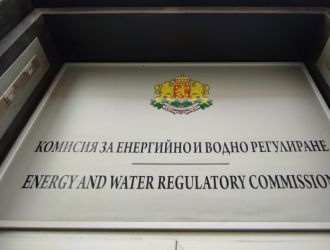 КОМИСИЯ ЗА ЕНЕРГИЙНО И ВОДНО РЕГУЛИРАНЕ
ENERGY AND WATER REGULATORY COMMISSION